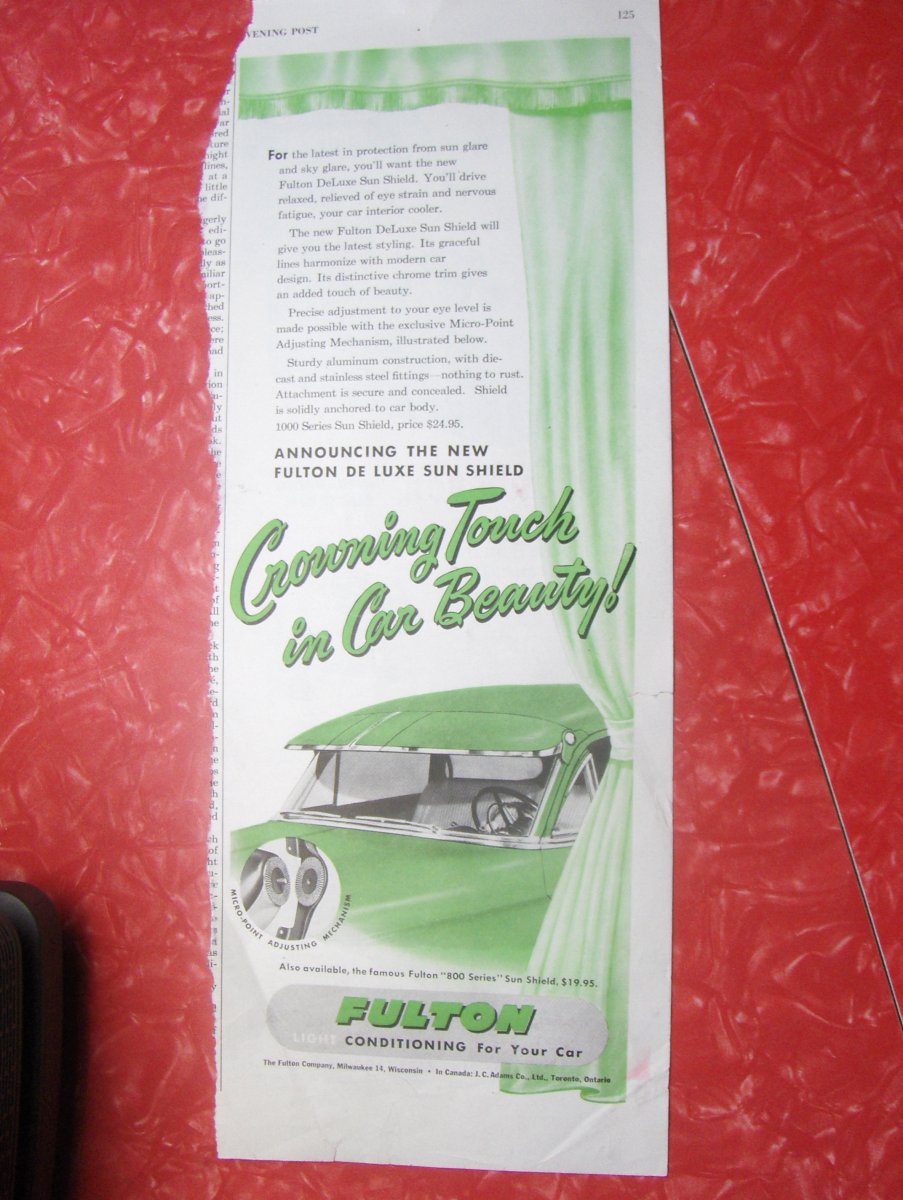 VENING POST
125
For the latest in protection from sun glare
and sky glare, you'll want the new
Fulton DeLuxe Sun Shield. You'll drive
relaxed, relieved of eye strain and nervous
fatigue, your car interior cooler.
The new Fulton DeLuxe Sun Shield will
give you the latest styling. Its graceful
lines harmonize with modern car
design. Its distinctive chrome trim gives
an added touch of beauty.
Precise adjustment to your eye level is
made possible with the exclusive Micro-Point
Adjusting Mechanism, illustrated below.
Sturdy aluminum construction, with die-
cast and stainless steel fittings—nothing to rust.
Attachment is secure and concealed. Shield
is solidly anchored to car body.
1000 Series Sun Shield, price $24.95.
ANNOUNCING THE NEW
FULTON DE LUXE SUN SHIELD
Crowning Touch
in Car Beauty!
MICRO-POINT ADJUSTING MECHANISM
Also available, the famous Fulton "800 Series" Sun Shield, $19.95.
FULTON
LIGHT CONDITIONING For Your Car
The Fulton Company, Milwaukee 14, Wisconsin • In Canada: J. C. Adams Co., Ltd., Toronto, Ontario